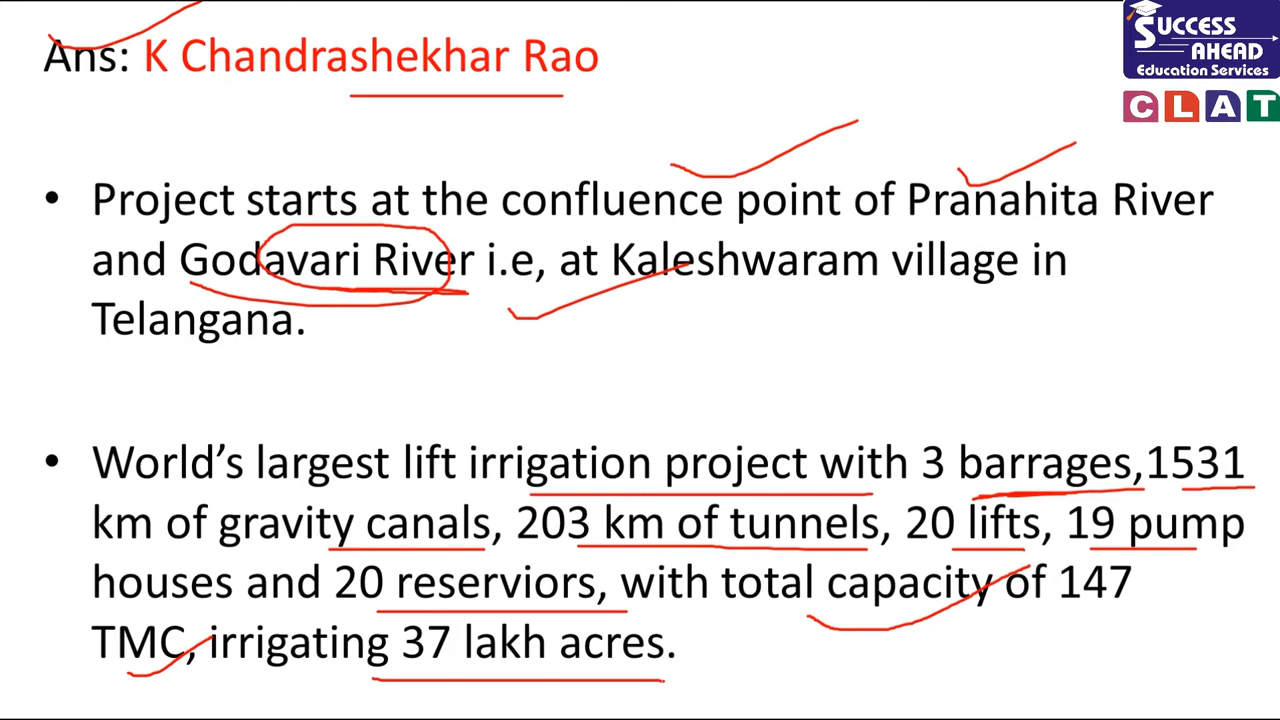 Ans: K Chandrashekhar Rao
SUCCESS
AHEAD
Education Services
CLAT
• Project starts at the confluence point of Pranahita River
and Godavari River i.e, at Kaleshwaram village in
Telangana.
• World’s largest lift irrigation project with 3 barrages,1531
km of gravity canals, 203 km of tunnels, 20 lifts, 19 pump
houses and 20 reserviors, with total capacity of 147
TMC, irrigating 37 lakh acres.